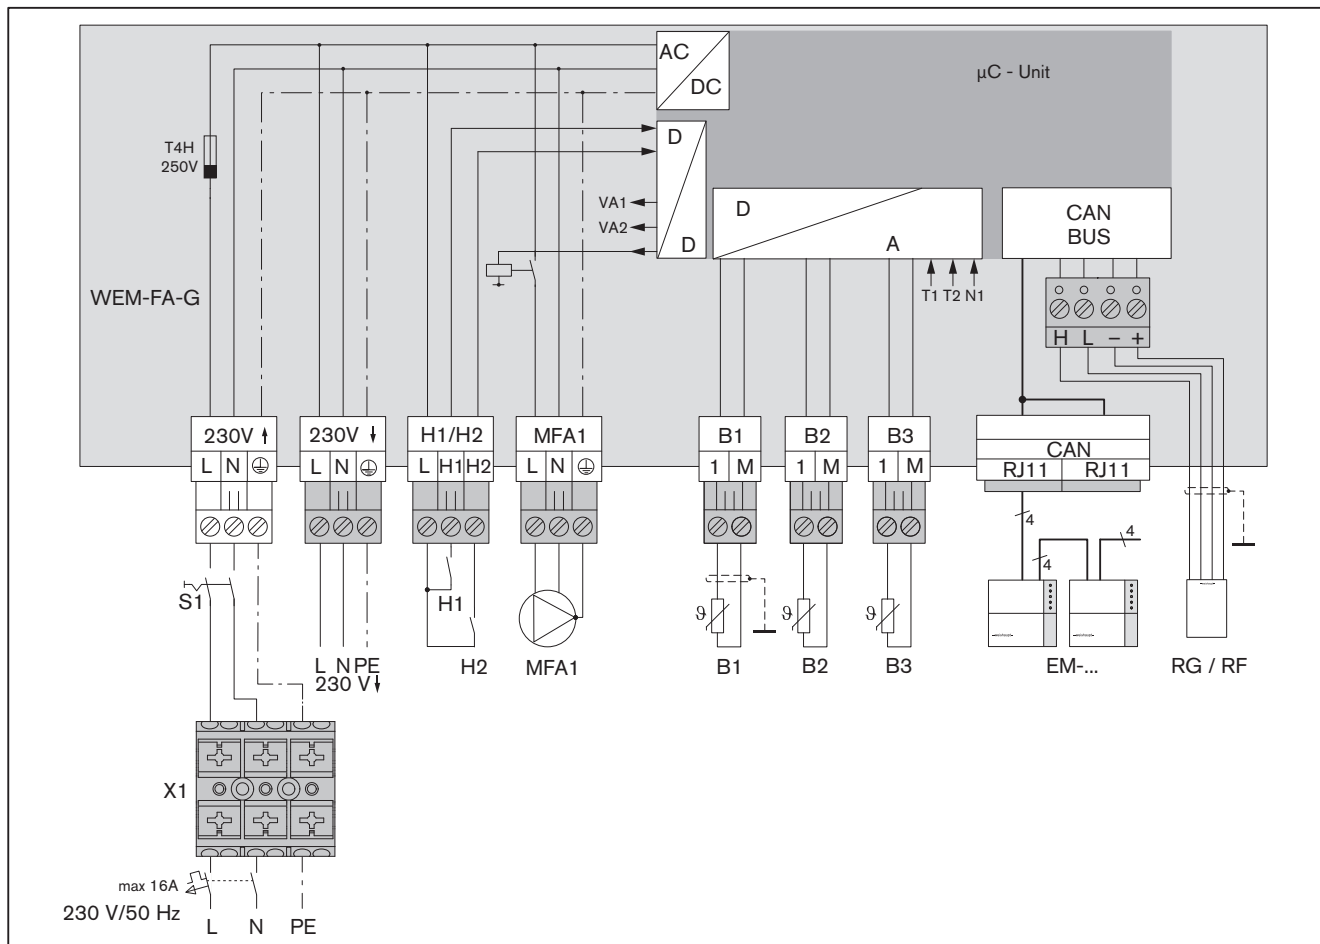 AC
DC
µC - Unit
T4H
250V
D
D
VA1
VA2
D
A
CAN
BUS
T1 T2 N1
WEM-FA-G
H L − +
230V
L N
230V
L N
H1/H2
L H1 H2
MFA1
L N
B1
1 M
B2
1 M
B3
1 M
CAN
RJ11 RJ11
4
4
4
S1
H1
H2
MFA1
ϑ
ϑ
ϑ
B1
B2
B3
EM-...
RG / RF
L N PE
230 V
X1
max 16A
230 V/50 Hz
L N PE